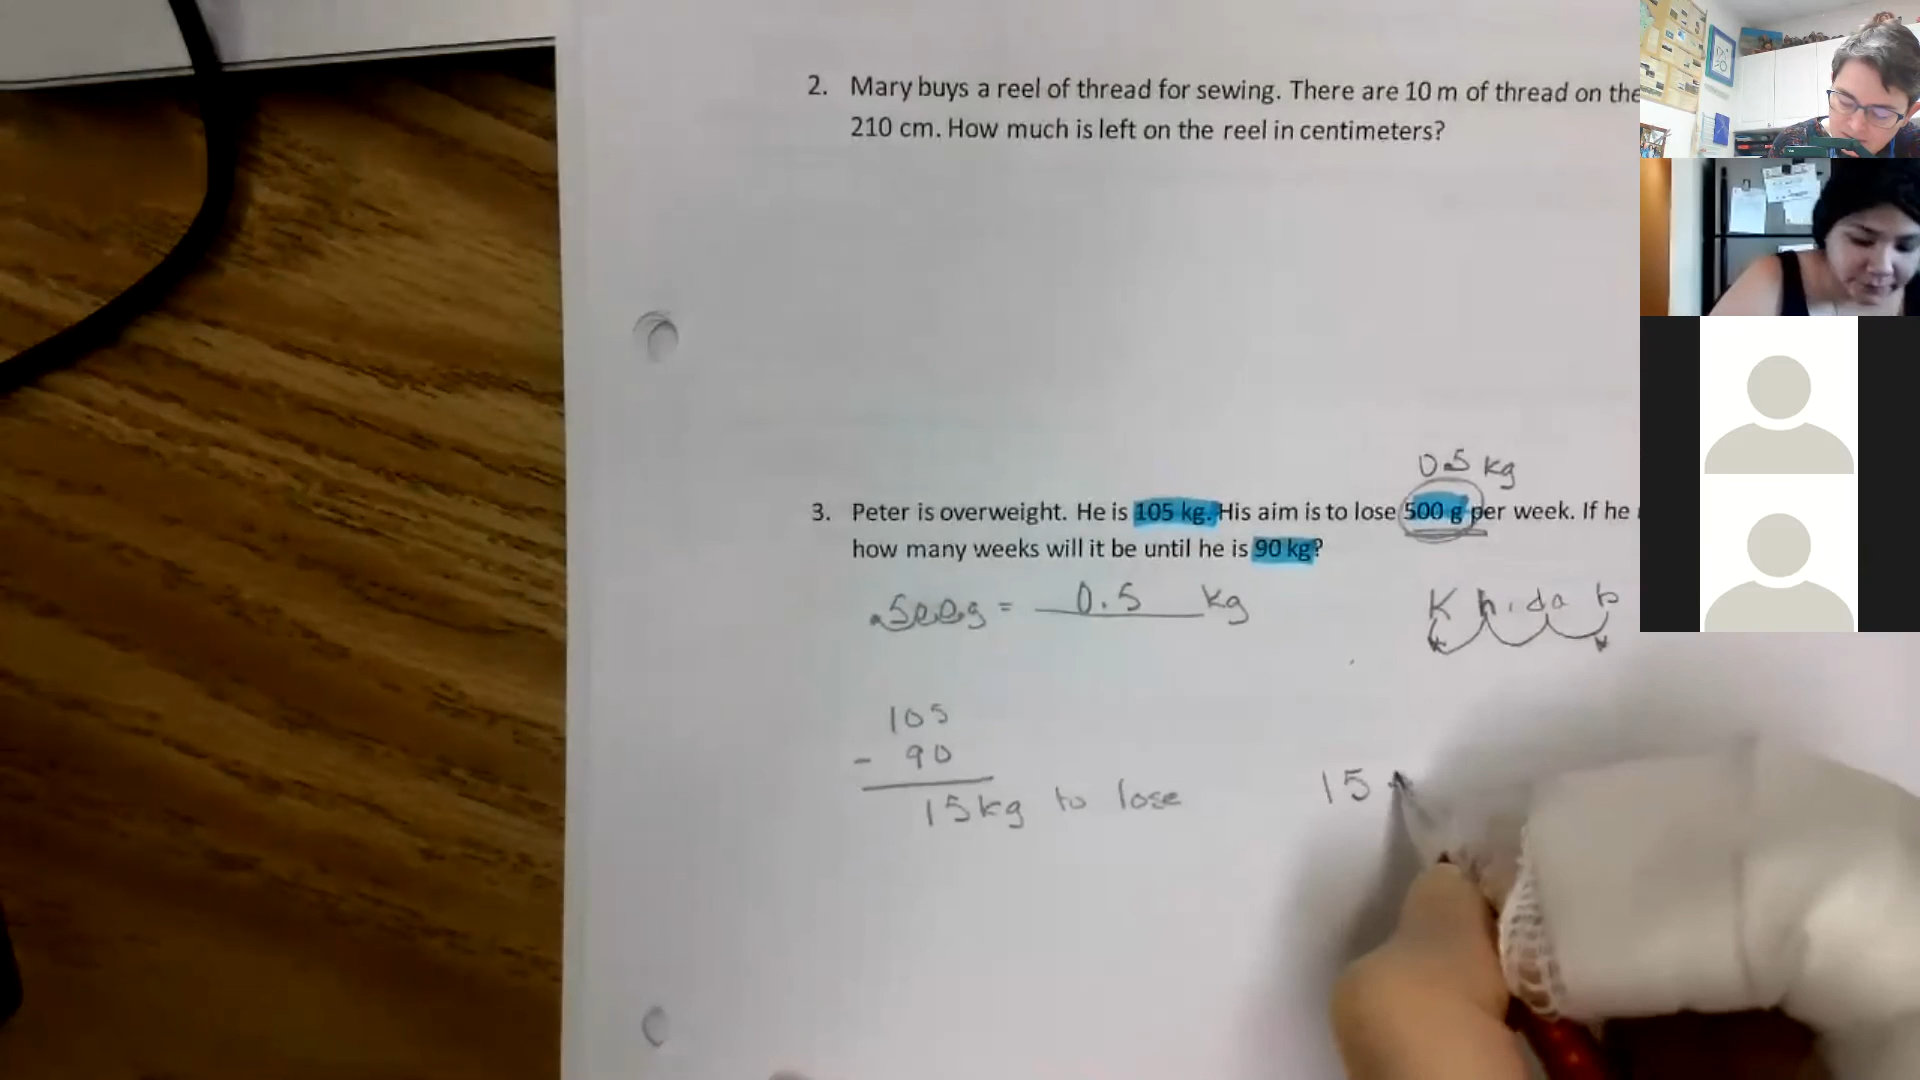 2. Mary buys a reel of thread for sewing. There are 10 m of thread on the
210 cm. How much is left on the reel in centimeters?
0.5 kg
3. Peter is overweight. He is 105 kg. His aim is to lose 500 g per week. If he
how many weeks will it be until he is 90 kg?
.500.g = 0.5 kg
K h . da b
105
- 90
15kg to lose
15